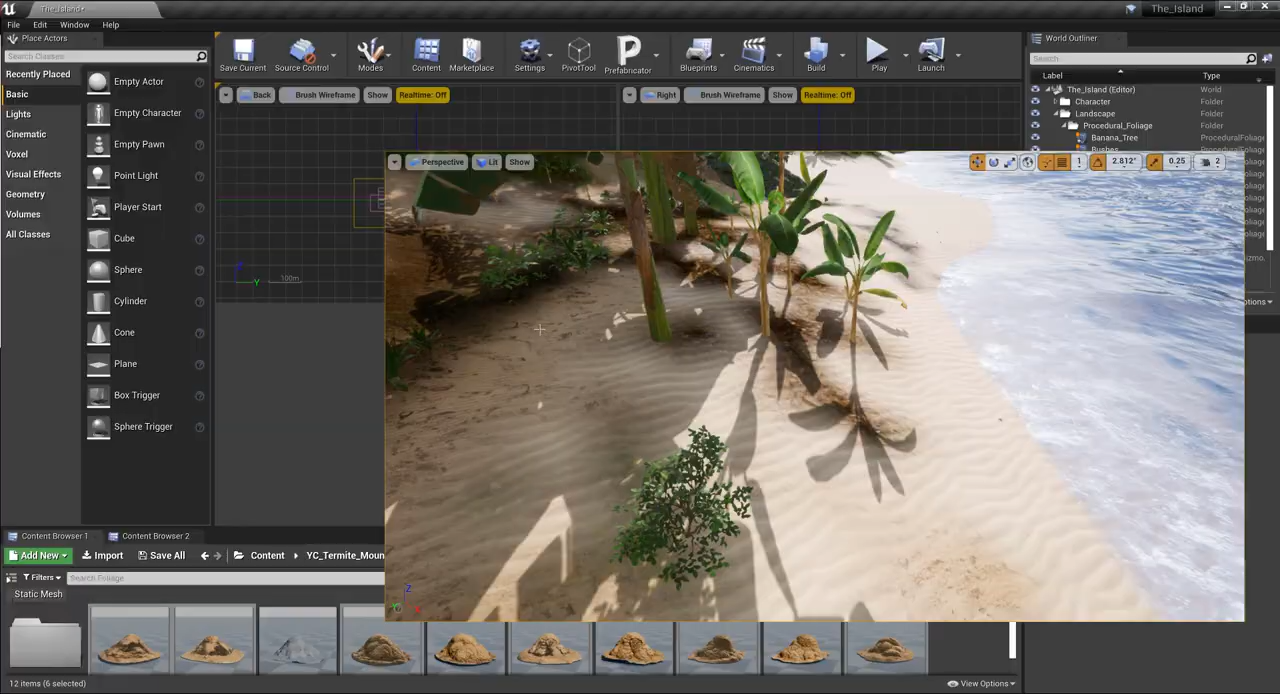 The_Island•
The_Island
File Edit Window Help
Place Actors
World Outliner
Search Classes
Save Current
Source Control
Modes
Content
Marketplace
Settings
PivotTool
Prefabricator
Blueprints
Cinematics
Build
Play
Launch
Search...
Label
Type
Recently Placed
Basic
Lights
Cinematic
Voxel
Visual Effects
Geometry
Volumes
All Classes
Empty Actor
Empty Character
Empty Pawn
Point Light
Player Start
Cube
Sphere
Cylinder
Cone
Plane
Box Trigger
Sphere Trigger
Back
Brush Wireframe
Show
Realtime: Off
Right
Brush Wireframe
Show
Realtime: Off
The_Island (Editor) World
Character Folder
Landscape Folder
Procedural_Foliage Folder
Banana_Tree ProceduralFoliage
Bushes
Perspective
Lit
Show
1
2.812°
0.25
2
100m
Y
Z
Content Browser 1
Content Browser 2
Add New
Import
Save All
Content
YC_Termite_Moun
Filters
Search Foliage
Static Mesh
12 items (6 selected)
View Options